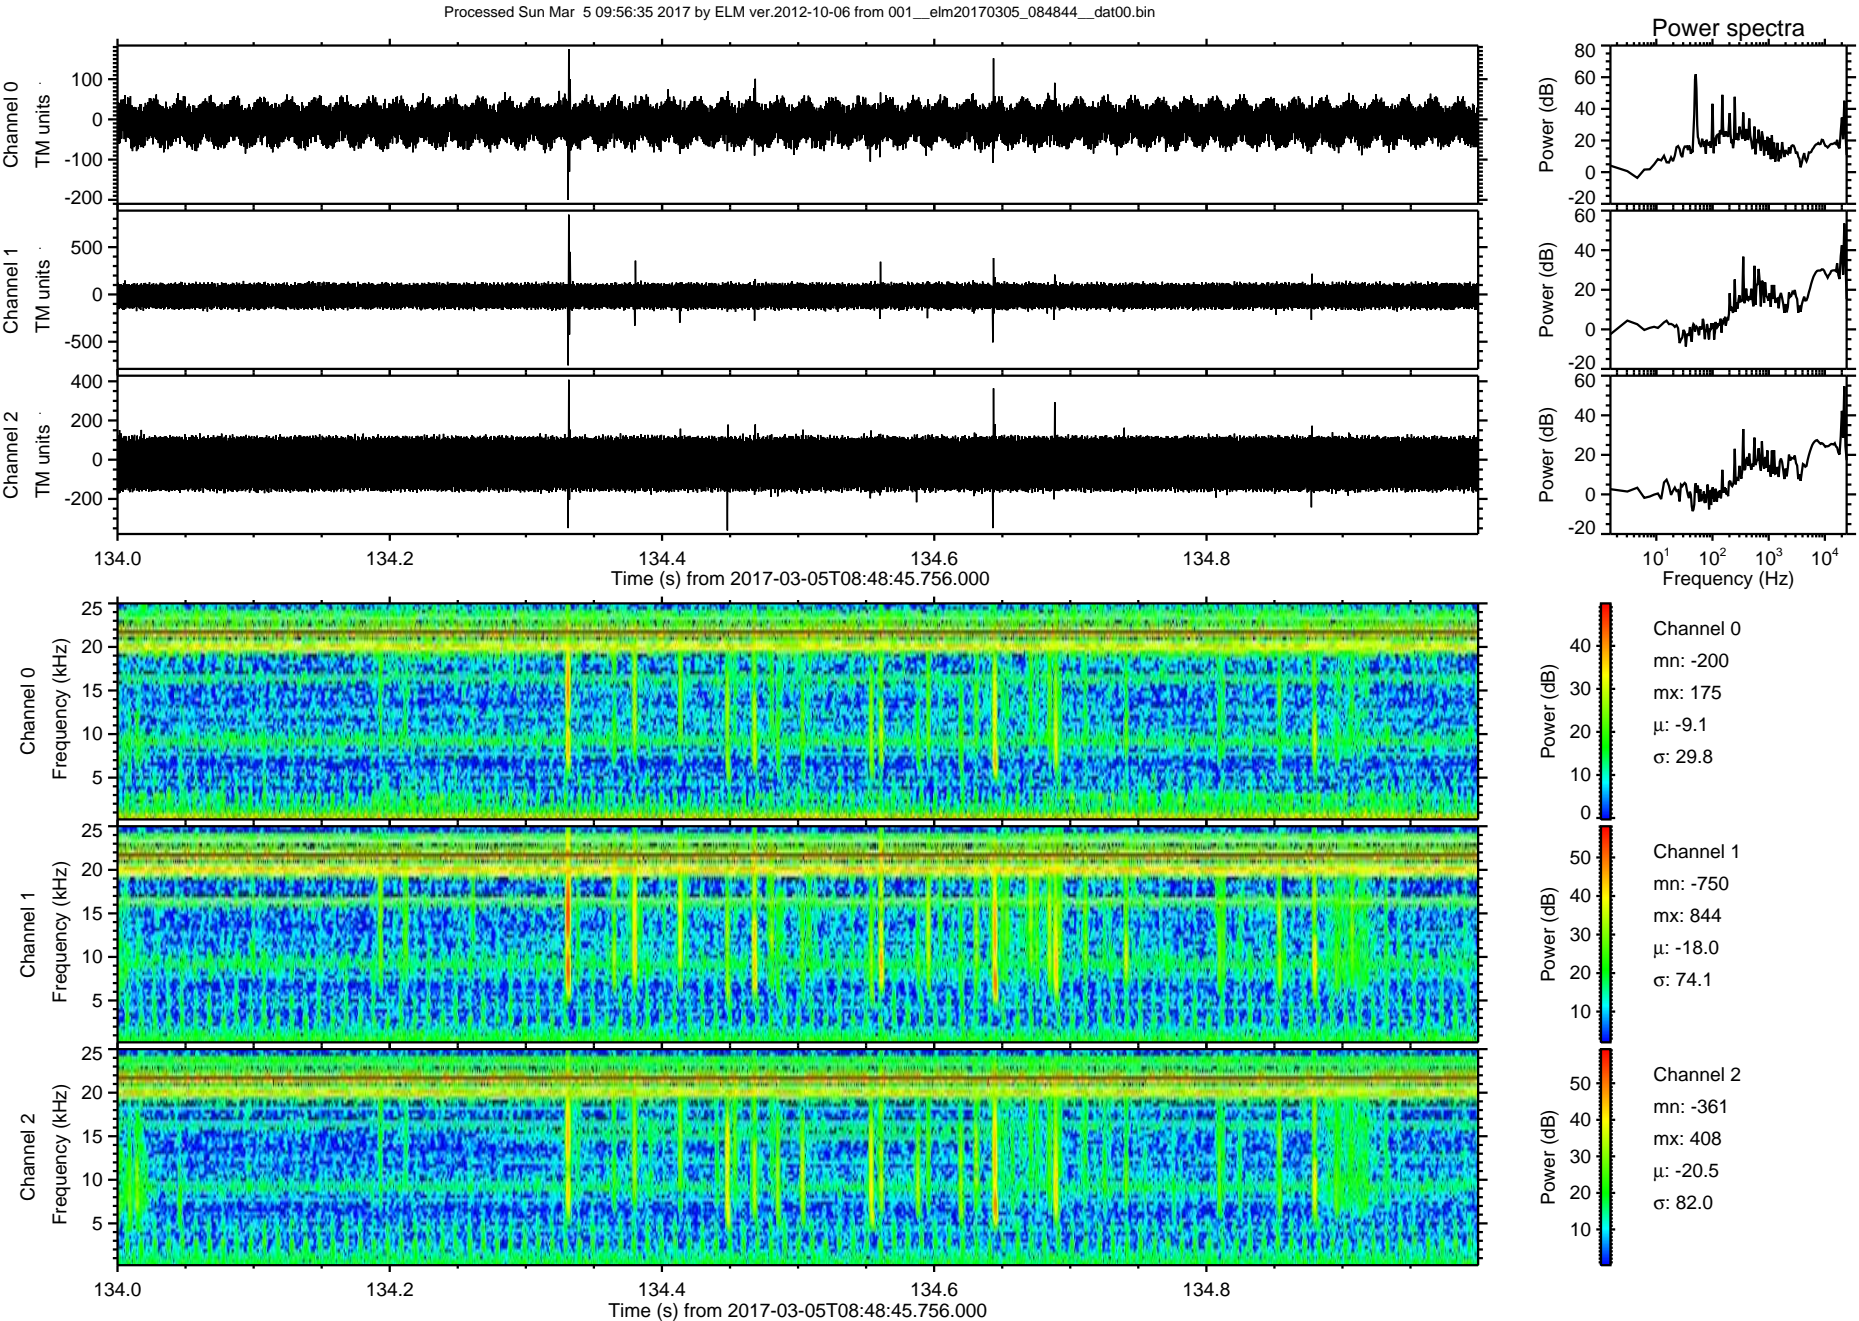 Processed Sun Mar  5 09:56:35 2017 by ELM ver.2012-10-06 from 001__elm20170305_084844__dat00.bin
Power spectra
Channel 0
TM units
100
0
-100
-200
Power (dB)
80
60
40
20
0
-20
Channel 1
TM units
500
0
-500
Power (dB)
60
40
20
0
-20
Channel 2
TM units
400
200
0
-200
Power (dB)
60
40
20
0
-20
134.0 134.2 134.4 134.6 134.8
Time (s) from 2017-03-05T08:48:45.756.000
10^1 10^2 10^3 10^4
Frequency (Hz)
Channel 0
Frequency (kHz)
25
20
15
10
5
Power (dB)
40
30
20
10
0
Channel 0
mn: -200
mx: 175
μ: -9.1
σ: 29.8
Channel 1
Frequency (kHz)
25
20
15
10
5
Power (dB)
50
40
30
20
10
Channel 1
mn: -750
mx: 844
μ: -18.0
σ: 74.1
Channel 2
Frequency (kHz)
25
20
15
10
5
Power (dB)
50
40
30
20
10
Channel 2
mn: -361
mx: 408
μ: -20.5
σ: 82.0
134.0 134.2 134.4 134.6 134.8
Time (s) from 2017-03-05T08:48:45.756.000